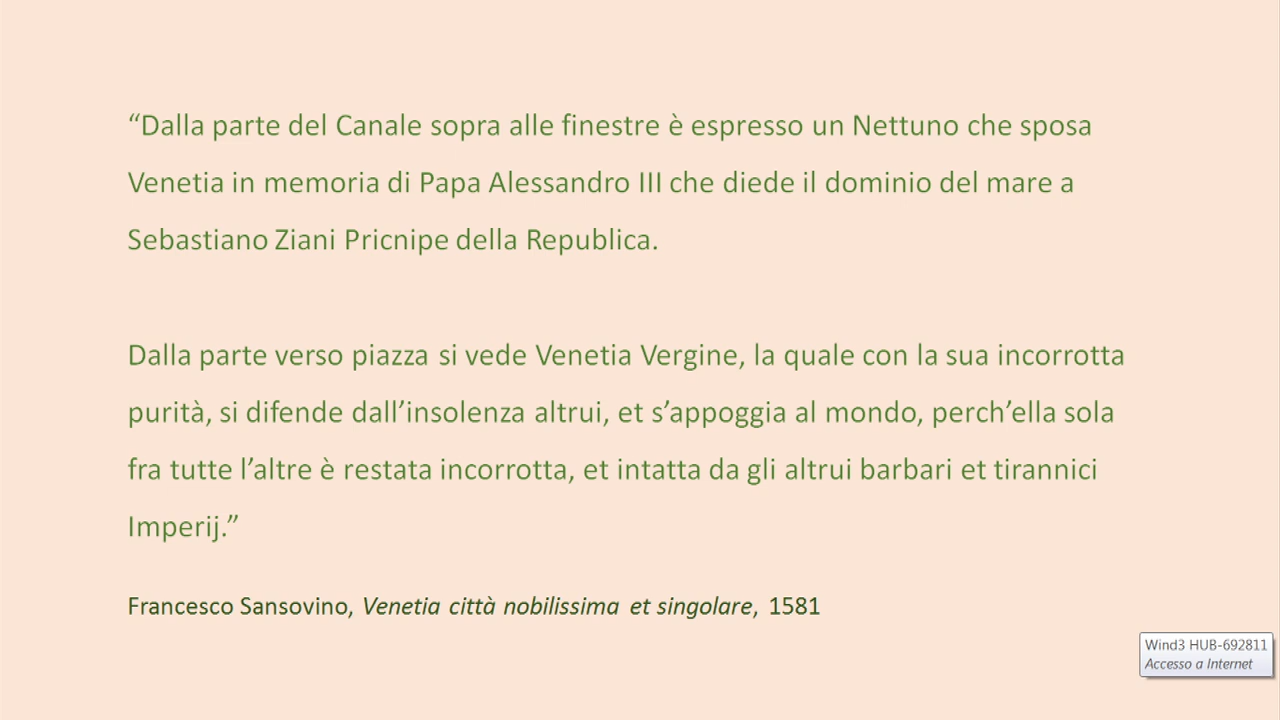 “Dalla parte del Canale sopra alle finestre è espresso un Nettuno che sposa
Venetia in memoria di Papa Alessandro III che diede il dominio del mare a
Sebastiano Ziani Pricnipe della Republica.
Dalla parte verso piazza si vede Venetia Vergine, la quale con la sua incorrotta
purità, si difende dall’insolenza altrui, et s’appoggia al mondo, perch’ella sola
fra tutte l’altre è restata incorrotta, et intatta da gli altrui barbari et tirannici
Imperij.”
Francesco Sansovino, Venetia città nobilissima et singolare, 1581
Wind3 HUB-692811
Accesso a Internet